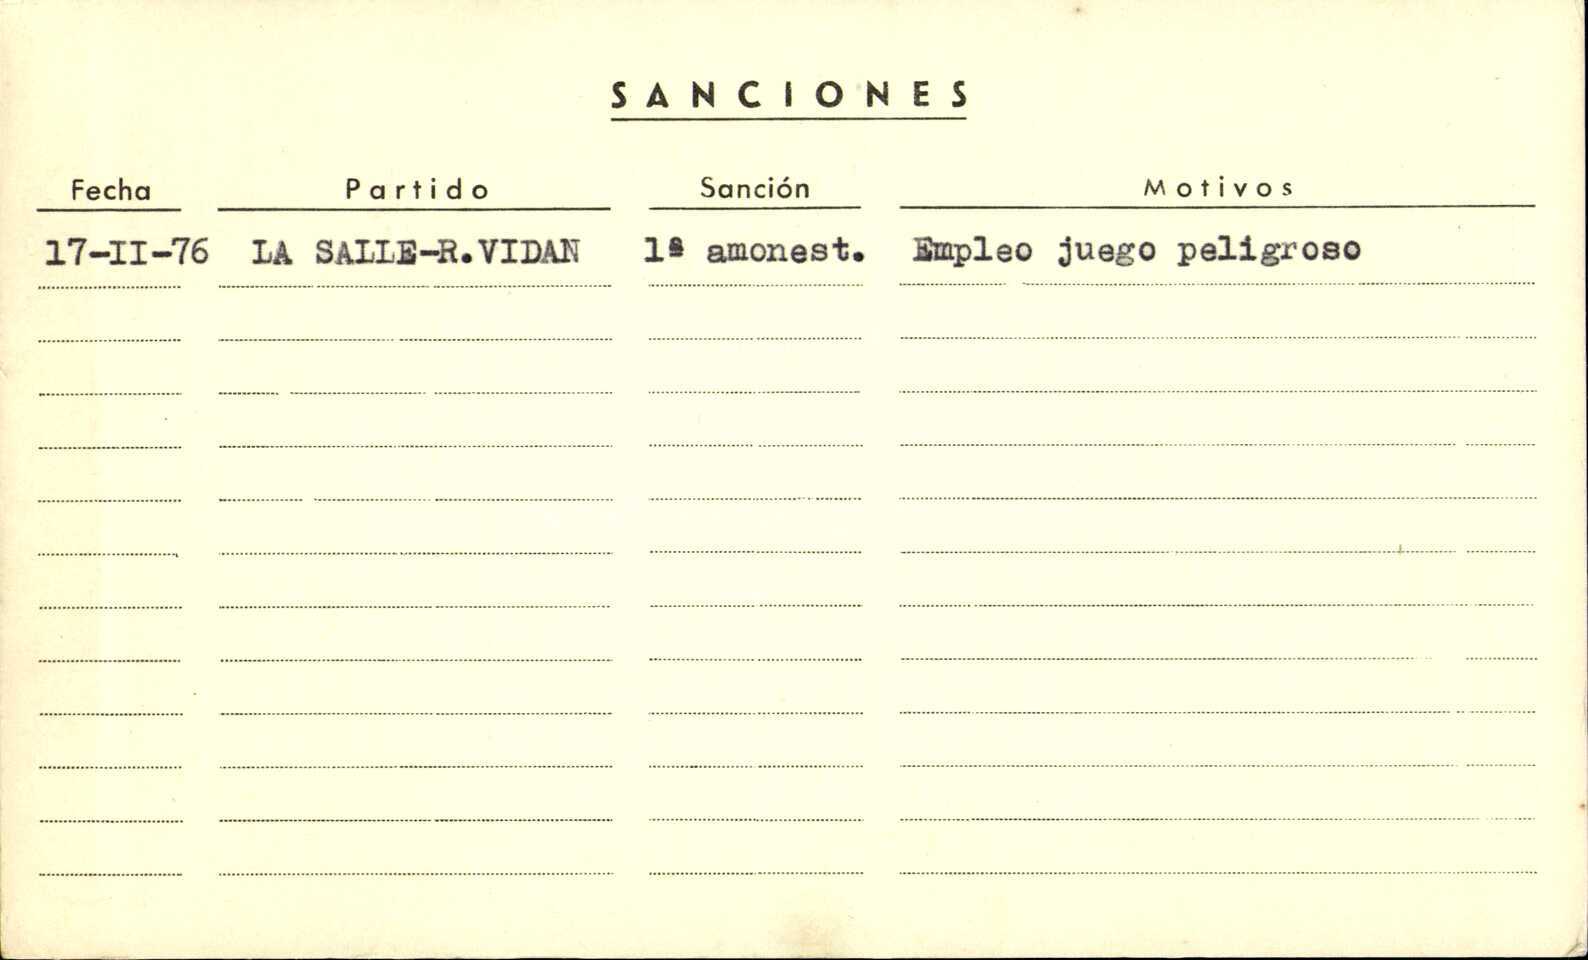 SANCIONES
Fecha Partido Sanción Motivos
17-II-76 LA SALLE-R.VIDAN 1ª amonest. Empleo juego peligroso